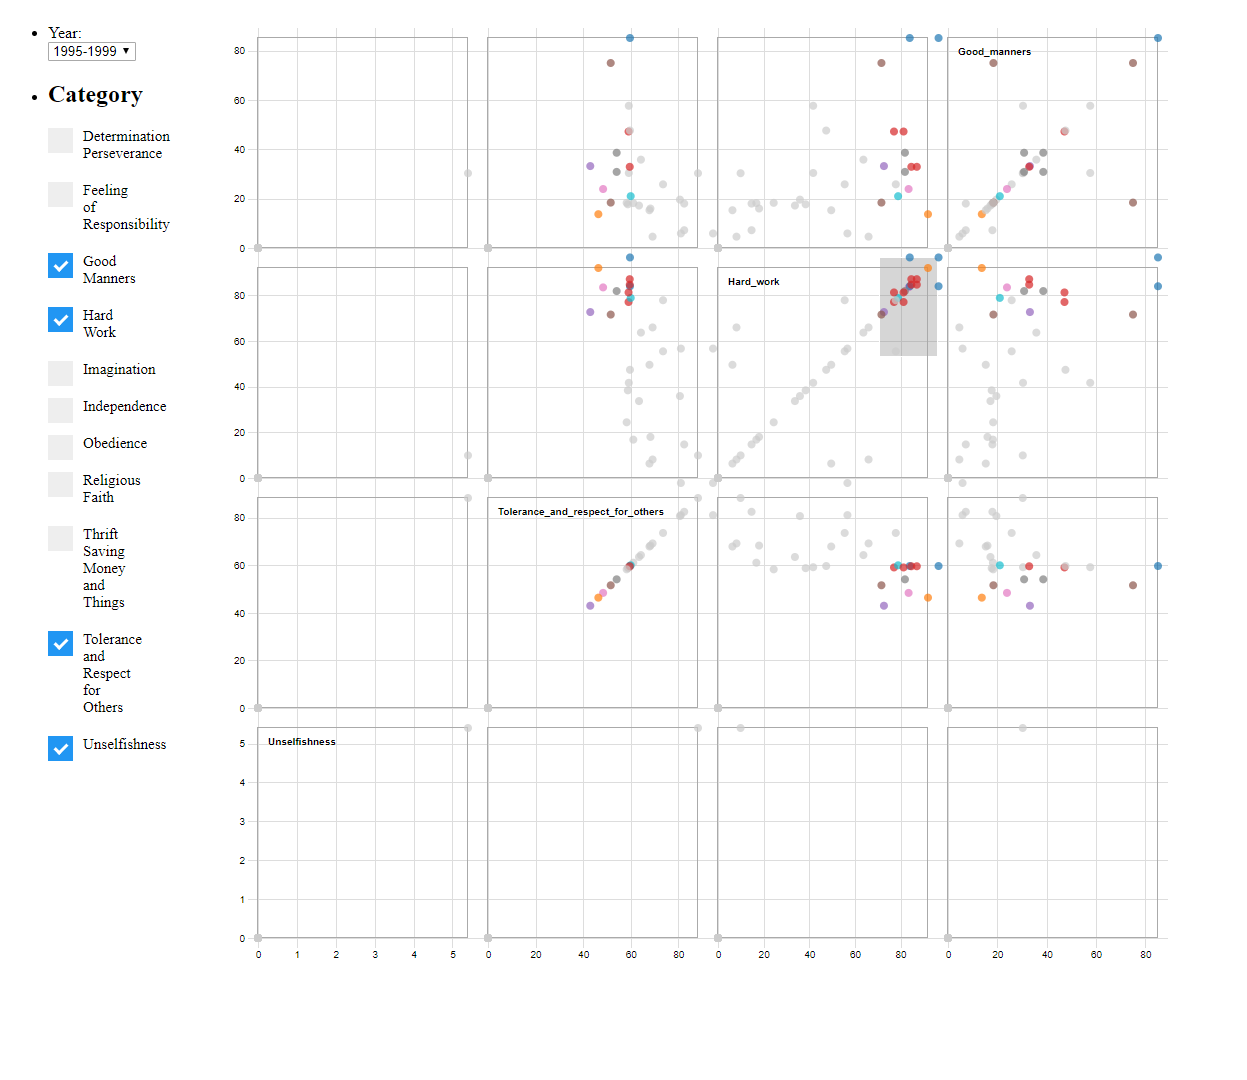 Year:
1995-1999
Category
Determination
Perseverance
Feeling
of
Responsibility
Good
Manners
Hard
Work
Imagination
Independence
Obedience
Religious
Faith
Thrift
Saving
Money
and
Things
Tolerance
and
Respect
for
Others
Unselfishness
80
60
40
20
0
Good_manners
80
60
40
20
0
Hard_work
80
60
40
20
0
Tolerance_and_respect_for_others
5
4
3
2
1
0
Unselfishness
0 1 2 3 4 5 0 20 40 60 80 0 20 40 60 80 0 20 40 60 80